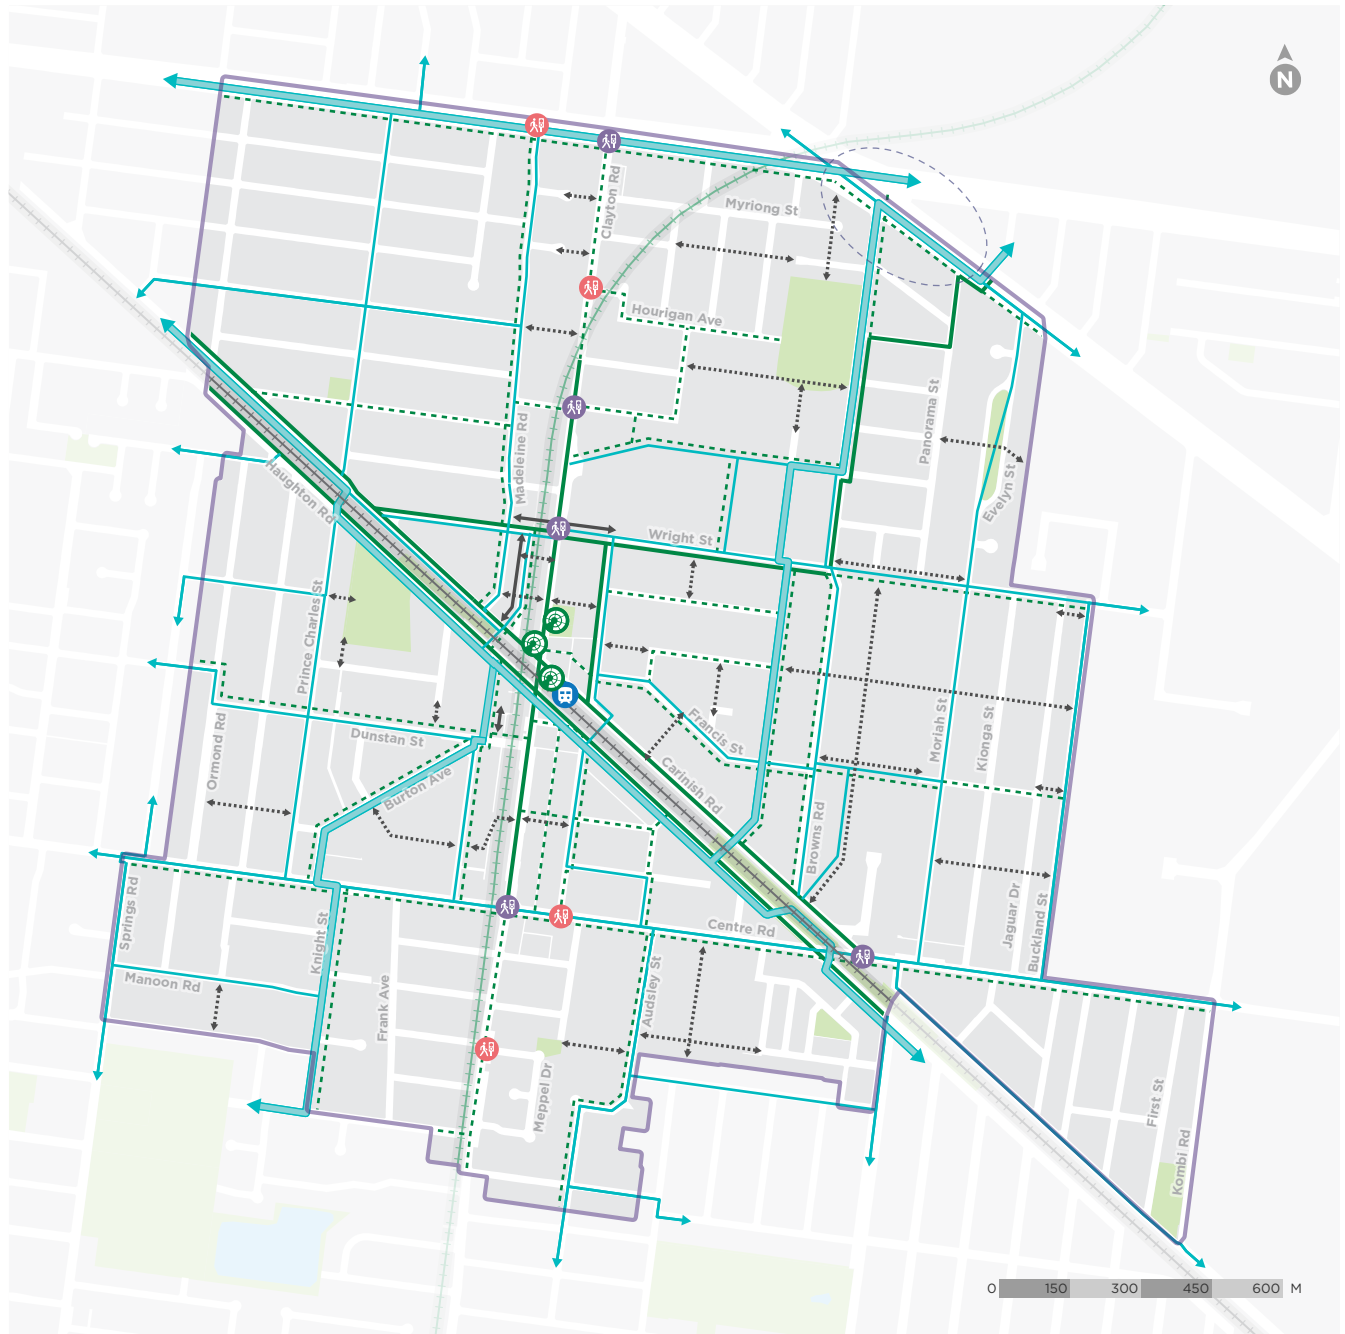 N
Clayton Rd
Myriong St
Hourigan Ave
Panorama St
Madeleine Rd
Evelyn St
Haughton Rd
Wright St
Prince Charles St
Francis St
Moriah St
Kionga St
Ormond Rd
Dunstan St
Burton Ave
Carinish Rd
Browns Rd
Springs Rd
Knight St
Centre Rd
Jaguar Dr
Buckland St
Manoon Rd
Frank Ave
Audsley St
Meppel Dr
First St
Kombi Rd
0 150 300 450 600 M